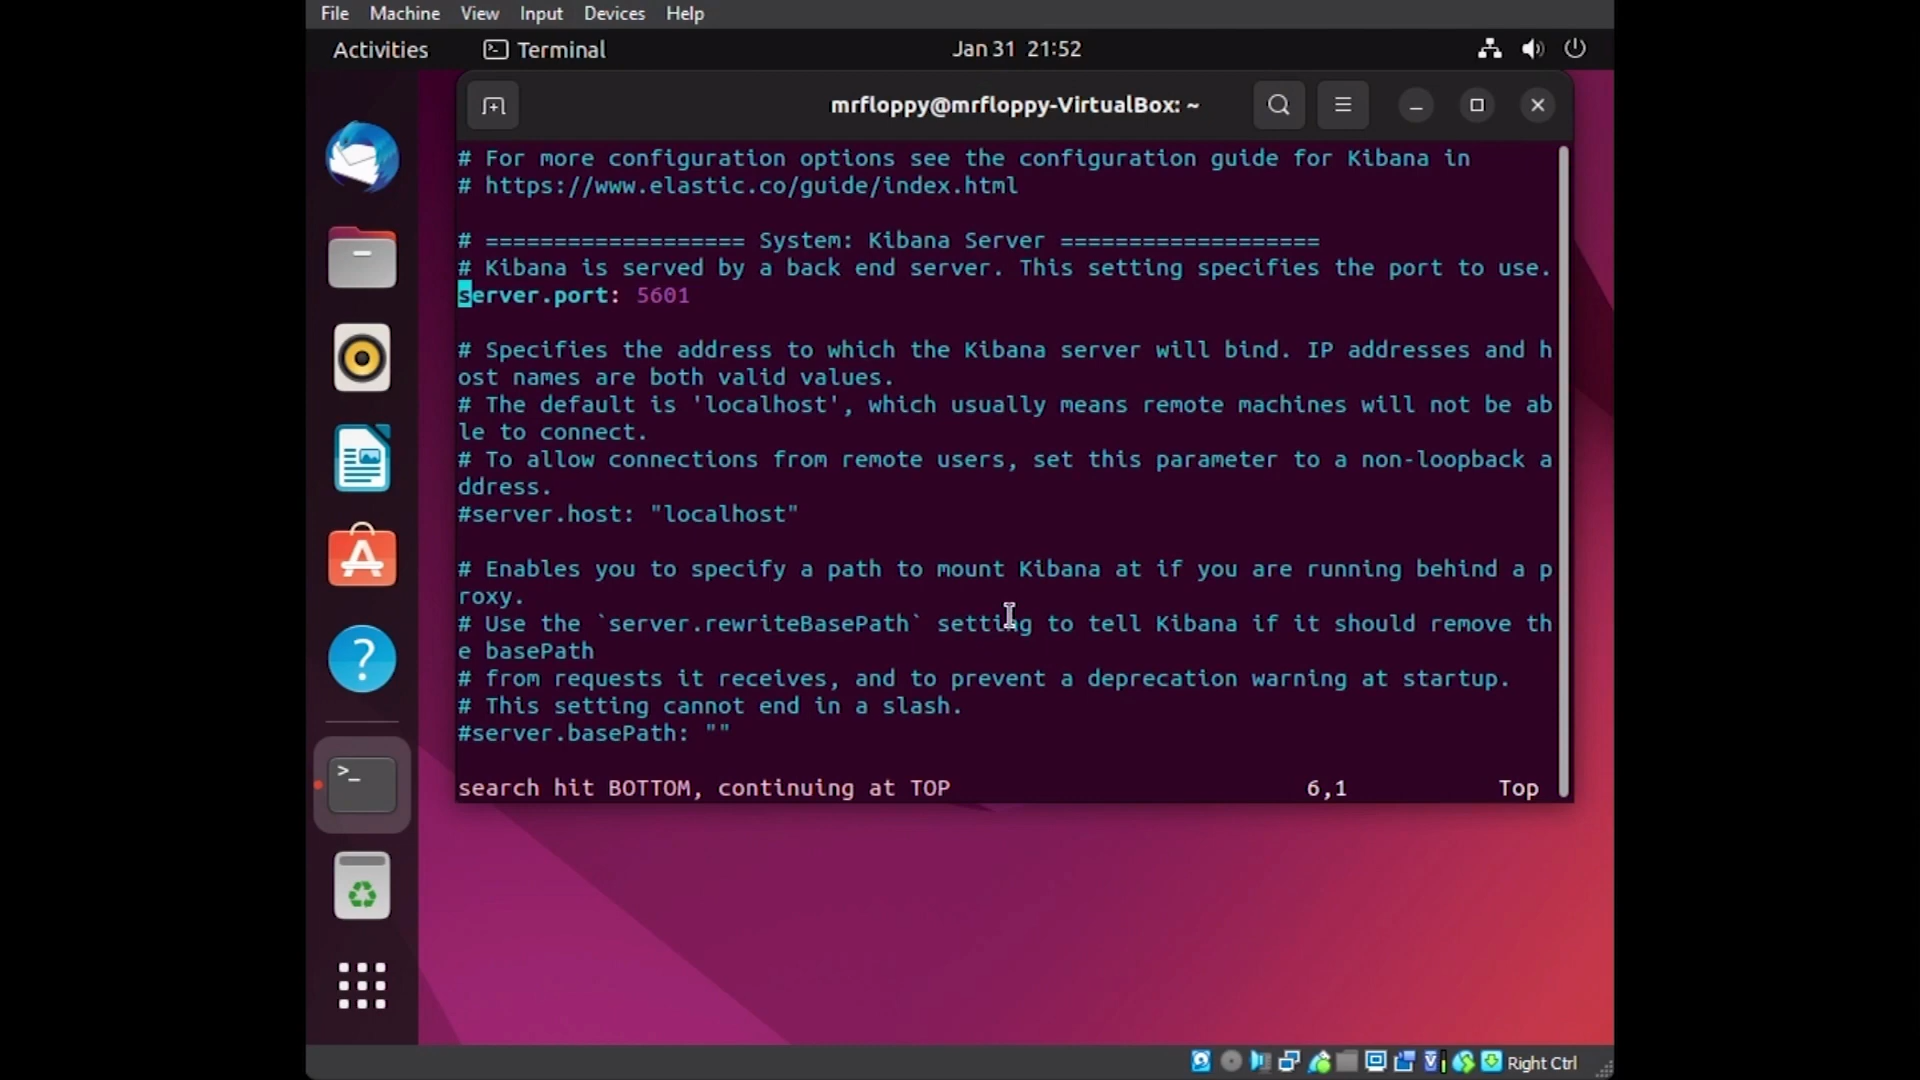 File Machine View Input Devices Help
Activities Terminal Jan 31 21:52
mrfloppy@mrfloppy-VirtualBox: ~
# For more configuration options see the configuration guide for Kibana in
# https://www.elastic.co/guide/index.html
# =================== System: Kibana Server ===================
# Kibana is served by a back end server. This setting specifies the port to use.
server.port: 5601
# Specifies the address to which the Kibana server will bind. IP addresses and h
ost names are both valid values.
# The default is 'localhost', which usually means remote machines will not be ab
le to connect.
# To allow connections from remote users, set this parameter to a non-loopback a
ddress.
#server.host: "localhost"
# Enables you to specify a path to mount Kibana at if you are running behind a p
roxy.
# Use the `server.rewriteBasePath` setting to tell Kibana if it should remove th
e basePath
# from requests it receives, and to prevent a deprecation warning at startup.
# This setting cannot end in a slash.
#server.basePath: ""
search hit BOTTOM, continuing at TOP 6,1 Top
Right Ctrl